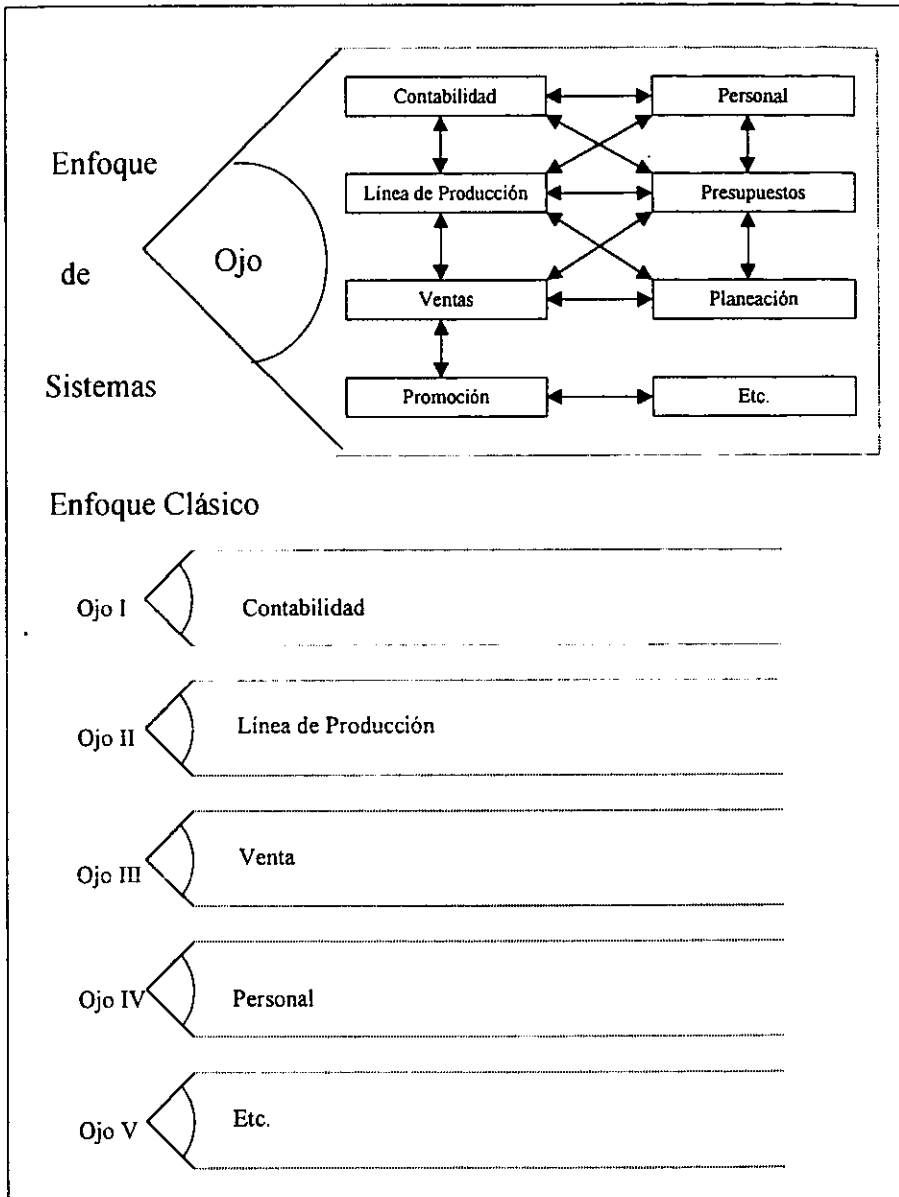 Contabilidad
Personal
Enfoque
Línea de Producción
Presupuestos
Ojo
de
Ventas
Planeación
Sistemas
Promoción
Etc.
Enfoque Clásico
Ojo I
Contabilidad
Ojo II
Línea de Producción
Ojo III
Venta
Ojo IV
Personal
Ojo V
Etc.